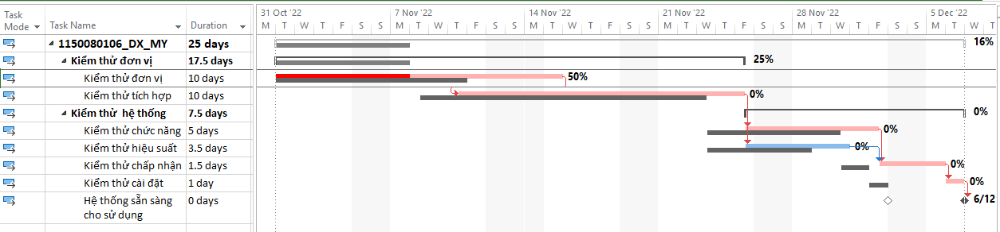 Task Mode Task Name Duration
31 Oct '22 7 Nov '22 14 Nov '22 21 Nov '22 28 Nov '22 5 Dec '22
M T W T F S S M T W T F S S M T W T F S S M T W T F S S M T W T F S S M T W T
1150080106_DX_MY 25 days 16%
Kiểm thử đơn vị 17.5 days 25%
Kiểm thử đơn vị 10 days 50%
Kiểm thử tích hợp 10 days 0%
Kiểm thử hệ thống 7.5 days 0%
Kiểm thử chức năng 5 days 0%
Kiểm thử hiệu suất 3.5 days 0%
Kiểm thử chấp nhận 1.5 days 0%
Kiểm thử cài đặt 1 day 0%
Hệ thống sẵn sàng 0 days 6/12
cho sử dụng